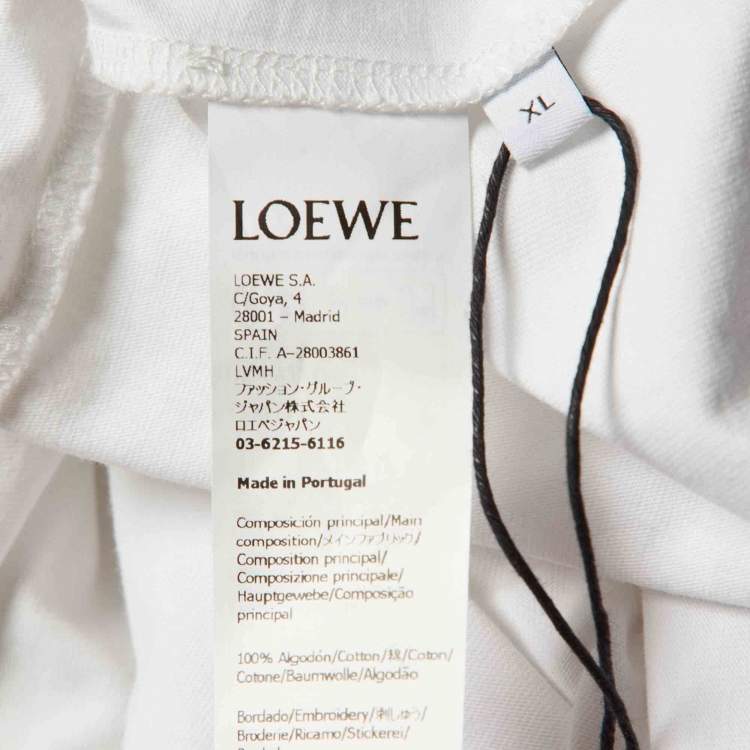 XL
LOEWE
LOEWE S.A.
C/Goya, 4
28001 – Madrid
SPAIN
C.I.F. A-28003861
LVMH
ファッション・グループ・
ジャパン株式会社
ロエベジャパン
03-6215-6116
Made in Portugal
Composición principal/Main
composition/メインファブリック/
Composition principal/
Composizione principale/
Hauptgewebe/Composição
principal
100% Algodón/Cotton/綿/Coton/
Cotone/Baumwolle/Algodão
Bordado/Embroidery/刺しゅう/
Broderie/Ricamo/Stickerei/